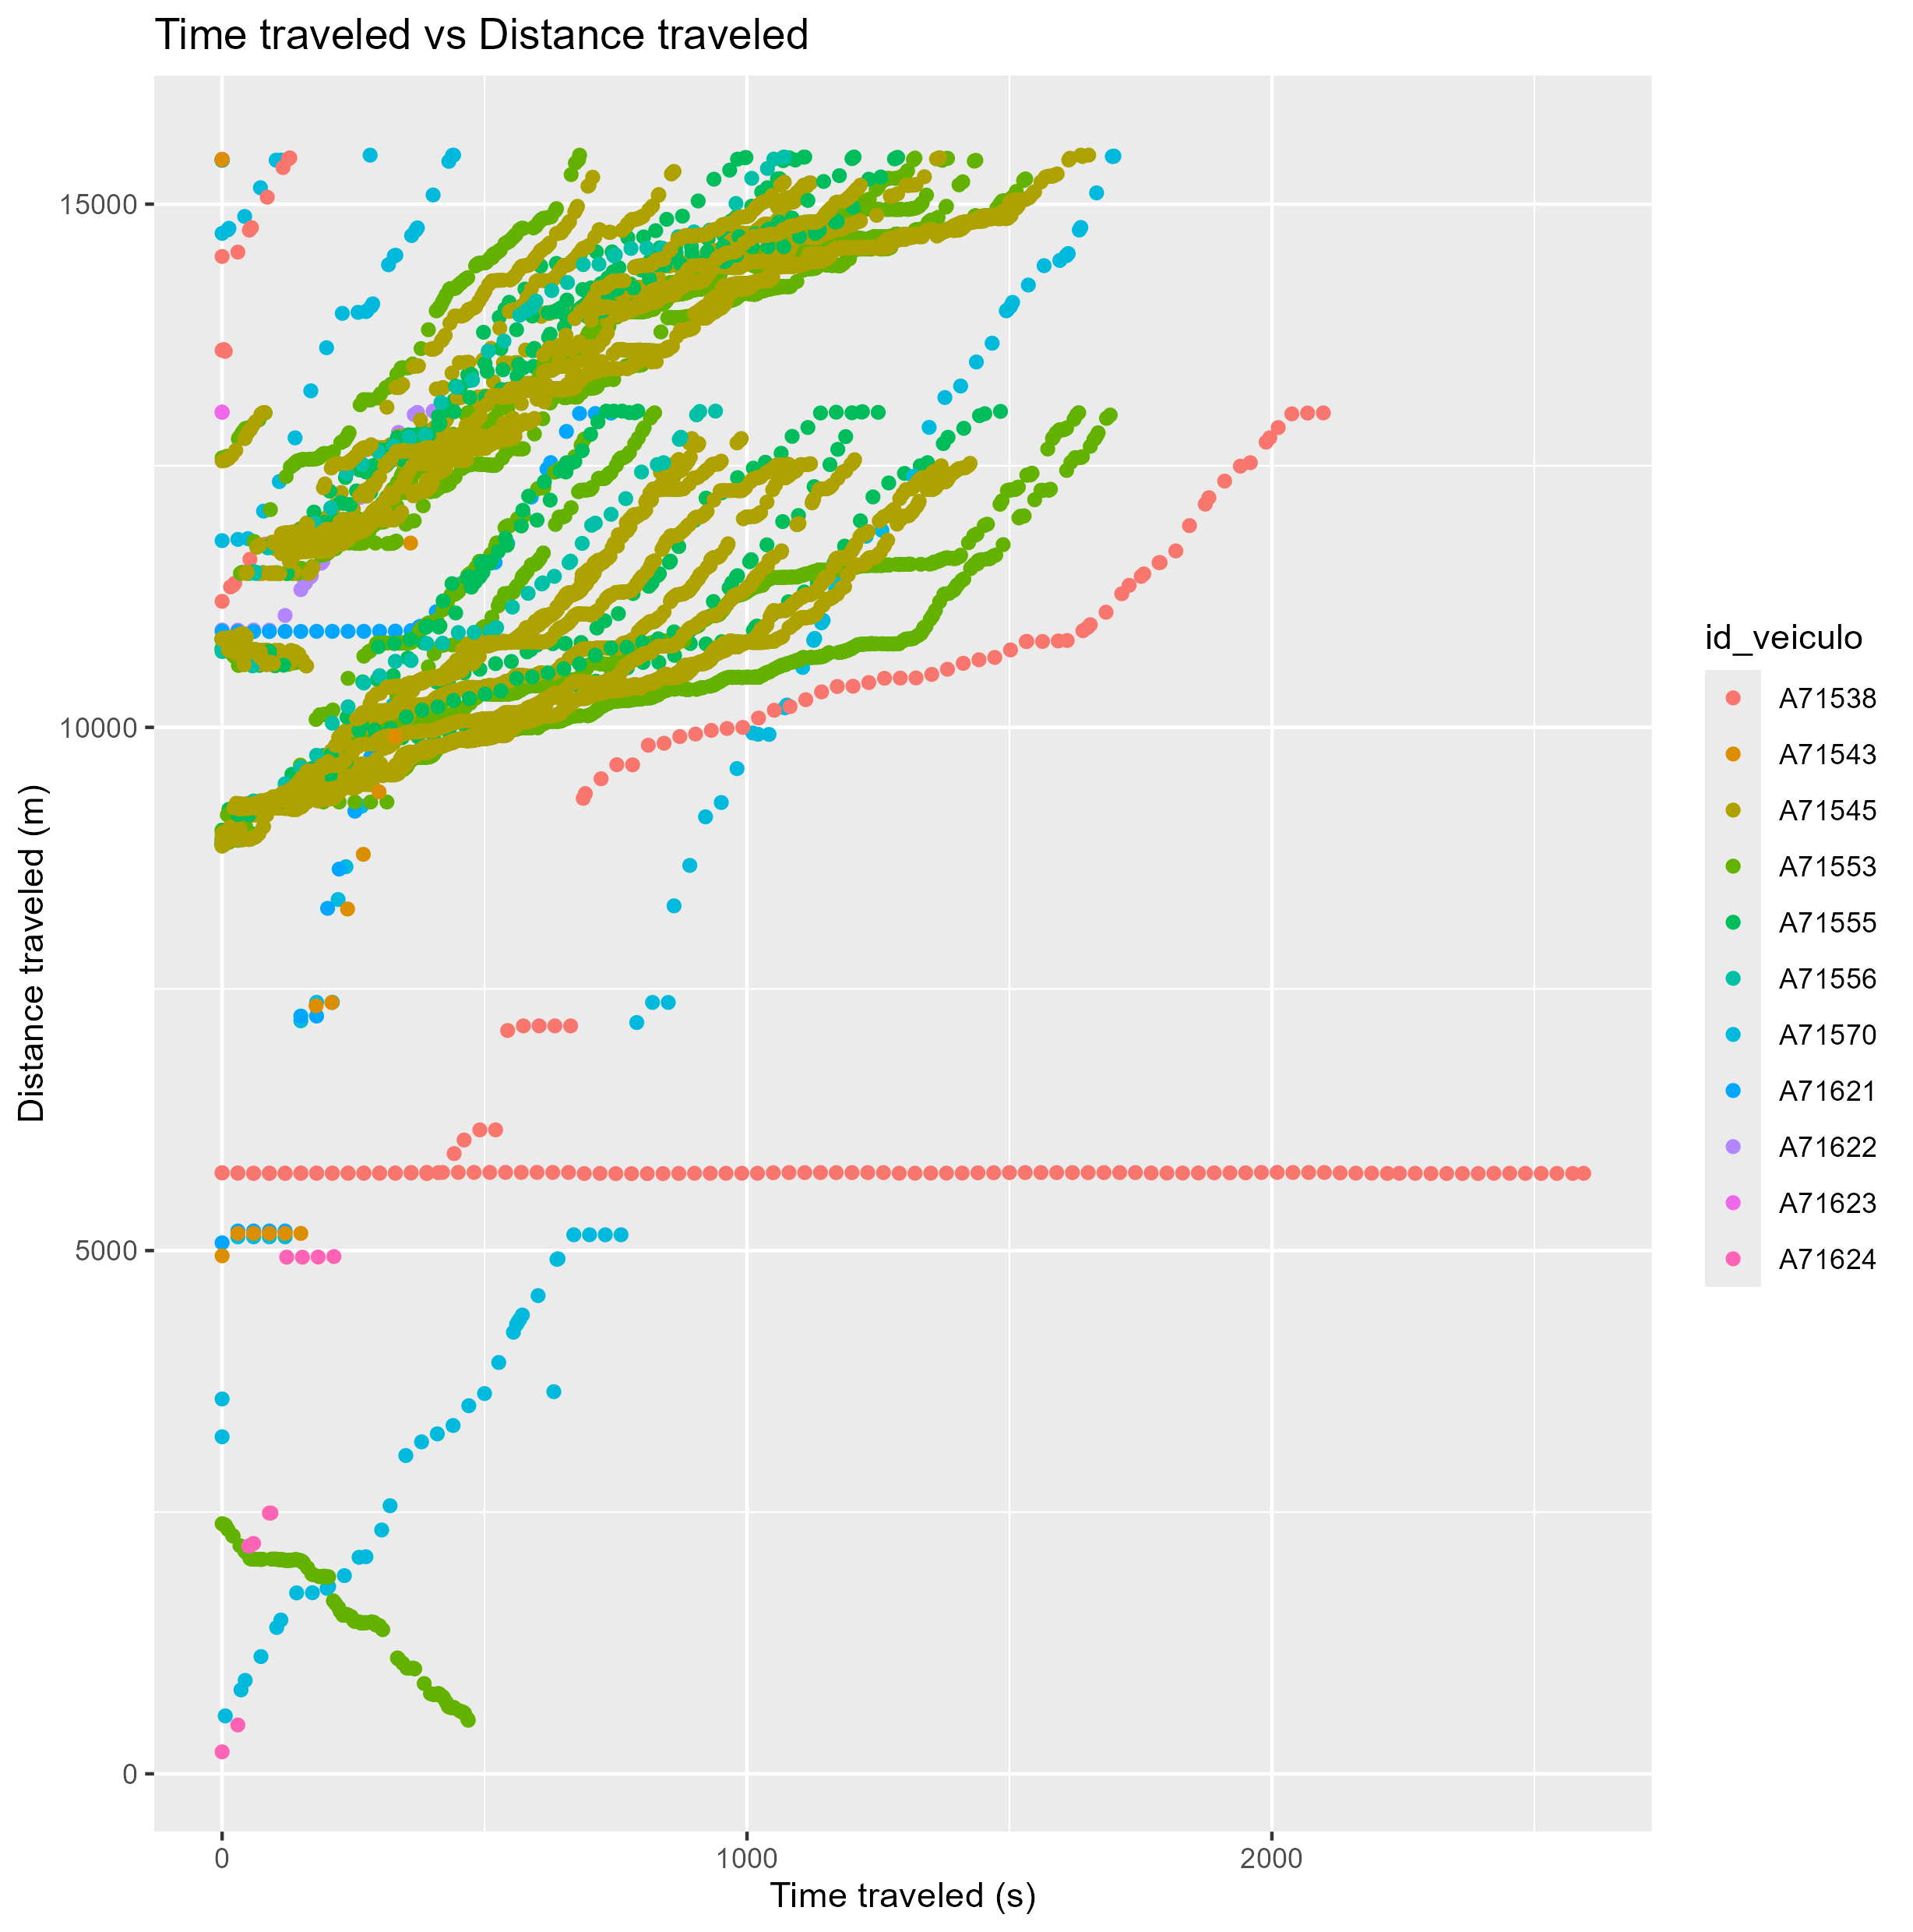 Time traveled vs Distance traveled
15000
10000
5000
0
Distance traveled (m)
0
1000
2000
Time traveled (s)
id_veiculo
A71538
A71543
A71545
A71553
A71555
A71556
A71570
A71621
A71622
A71623
A71624